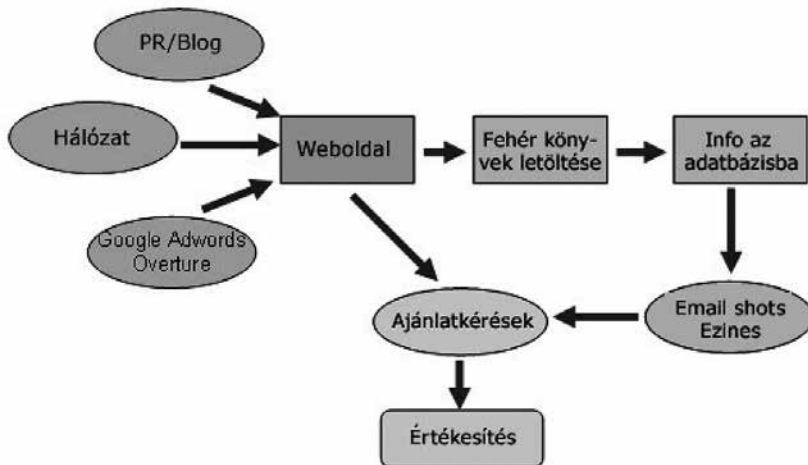 PR/Blog
Hálózat
Google Adwords
Overture
Weboldal
Fehér köny-
vek letöltése
Info az
adatbázisba
Email shots
Ezines
Ajánlatkérések
Értékesítés